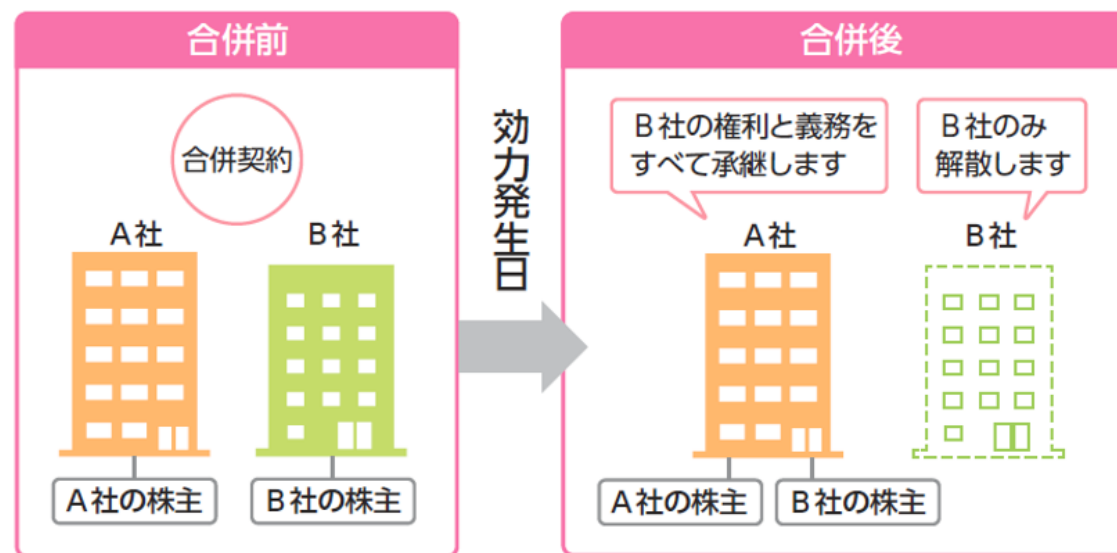 合併前
合併契約
A社
B社
A社の株主
B社の株主
効力発生日
合併後
B社の権利と義務を
すべて承継します
B社のみ
解散します
A社
B社
A社の株主
B社の株主